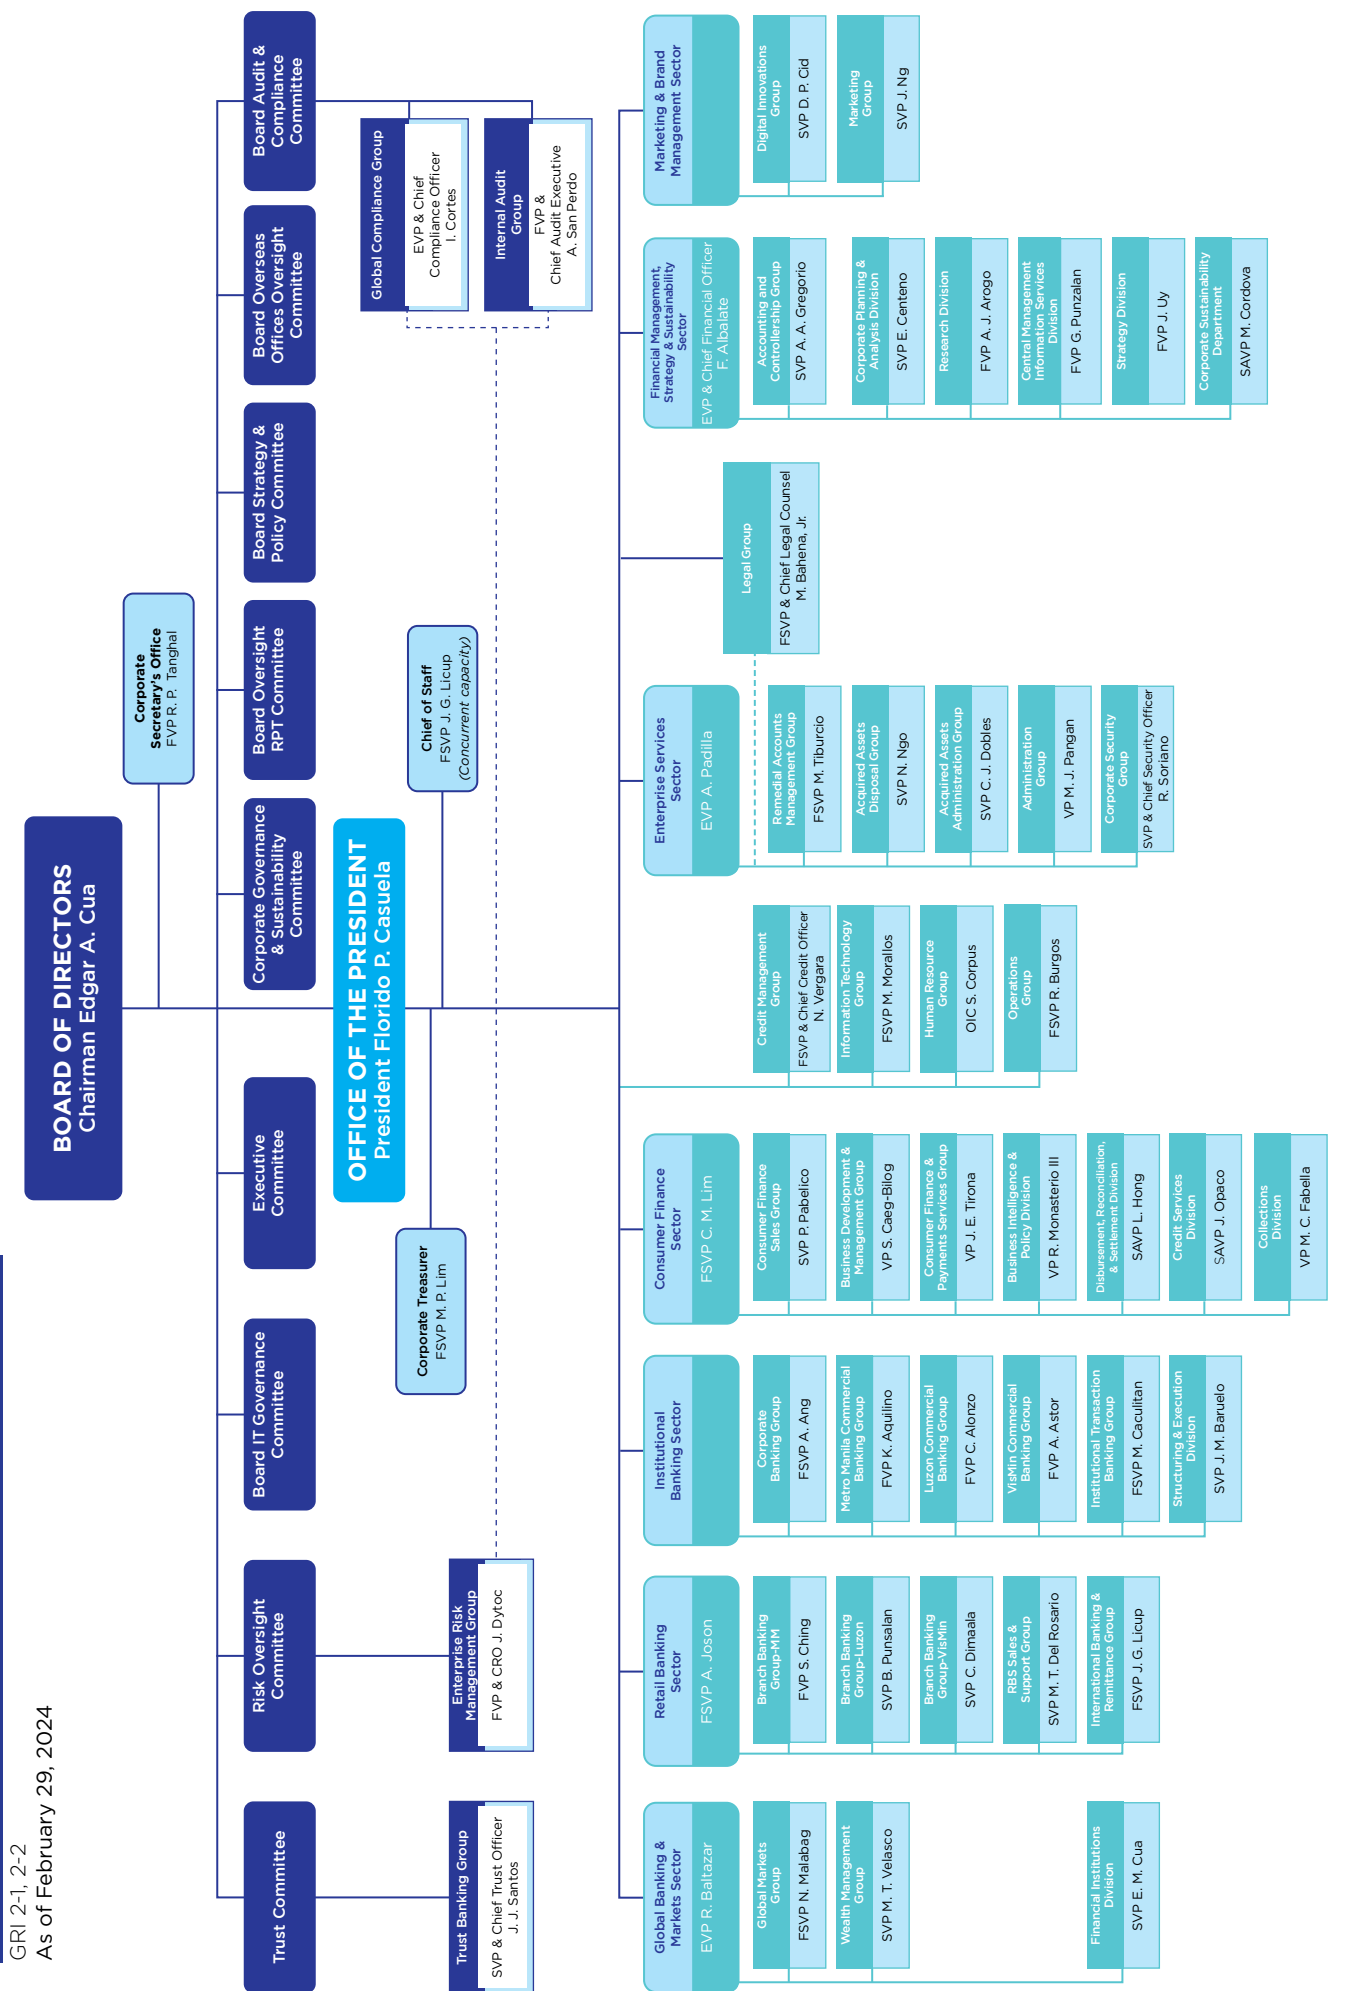 GRI 2-1, 2-2
As of February 29, 2024
BOARD OF DIRECTORS
Chairman Edgar A. Cua
Corporate
Secretary's Office
FVP R. P. Tanghal
Trust Committee
Risk Oversight
Committee
Board IT Governance
Committee
Executive
Committee
Corporate Governance
& Sustainability
Committee
Board Oversight
RPT Committee
Board Strategy &
Policy Committee
Board Overseas
Offices Oversight
Committee
Board Audit &
Compliance
Committee
OFFICE OF THE PRESIDENT
President Florido P. Casuela
Corporate Treasurer
FSVP M. P. Lim
Chief of Staff
FSVP J. G. Licup
(Concurrent capacity)
Global Compliance Group
EVP & Chief
Compliance Officer
I. Cortes
Internal Audit
Group
FVP &
Chief Audit Executive
A. San Perdo
Trust Banking Group
SVP & Chief Trust Officer
J. J. Santos
Enterprise Risk
Management Group
FVP & CRO J. Dytoc
Global Banking &
Markets Sector
EVP R. Baltazar
Global Markets
Group
FSVP N. Malabag
Wealth Management
Group
SVP M. T. Velasco
Financial Institutions
Division
SVP E. M. Cua
Retail Banking
Sector
FSVP A. Joson
Branch Banking
Group-MM
FVP S. Ching
Branch Banking
Group-Luzon
SVP B. Punsalan
Branch Banking
Group-VisMin
SVP C. Dimaala
RBS Sales &
Support Group
SVP M. T. Del Rosario
International Banking &
Remittance Group
FSVP J. G. Licup
Institutional
Banking Sector
Corporate
Banking Group
FSVP A. Ang
Metro Manila Commercial
Banking Group
FVP K. Aquilino
Luzon Commercial
Banking Group
FVP C. Alonzo
VisMin Commercial
Banking Group
FVP A. Astor
Institutional Transaction
Banking Group
FSVP M. Caculitan
Structuring & Execution
Division
SVP J. M. Baruelo
Consumer Finance
Sector
FSVP C. M. Lim
Consumer Finance
Sales Group
SVP P. Pabelico
Business Development &
Management Group
VP S. Caeg-Bilog
Consumer Finance &
Payments Services Group
VP J. E. Tirona
Business Intelligence &
Policy Division
VP R. Monasterio III
Disbursement, Reconciliation,
& Settlement Division
SAVP L. Hong
Credit Services
Division
SAVP J. Opaco
Collections
Division
VP M. C. Fabella
Credit Management
Group
FSVP & Chief Credit Officer
N. Vergara
Information Technology
Group
FSVP M. Morallos
Human Resource
Group
OIC S. Corpus
Operations
Group
FSVP R. Burgos
Enterprise Services
Sector
EVP A. Padilla
Remedial Accounts
Management Group
FSVP M. Tiburcio
Acquired Assets
Disposal Group
SVP N. Ngo
Acquired Assets
Administration Group
SVP C. J. Dobles
Administration
Group
VP M. J. Pangan
Corporate Security
Group
SVP & Chief Security Officer
R. Soriano
Legal Group
FSVP & Chief Legal Counsel
M. Bahena, Jr.
Financial Management,
Strategy & Sustainability
Sector
EVP & Chief Financial Officer
F. Albalate
Accounting and
Controllership Group
SVP A. A. Gregorio
Corporate Planning &
Analysis Division
SVP E. Centeno
Research Division
FVP A. J. Arogo
Central Management
Information Services
Division
FVP G. Punzalan
Strategy Division
FVP J. Uy
Corporate Sustainability
Department
SAVP M. Cordova
Marketing & Brand
Management Sector
Digital Innovations
Group
SVP D. P. Cid
Marketing
Group
SVP J. Ng